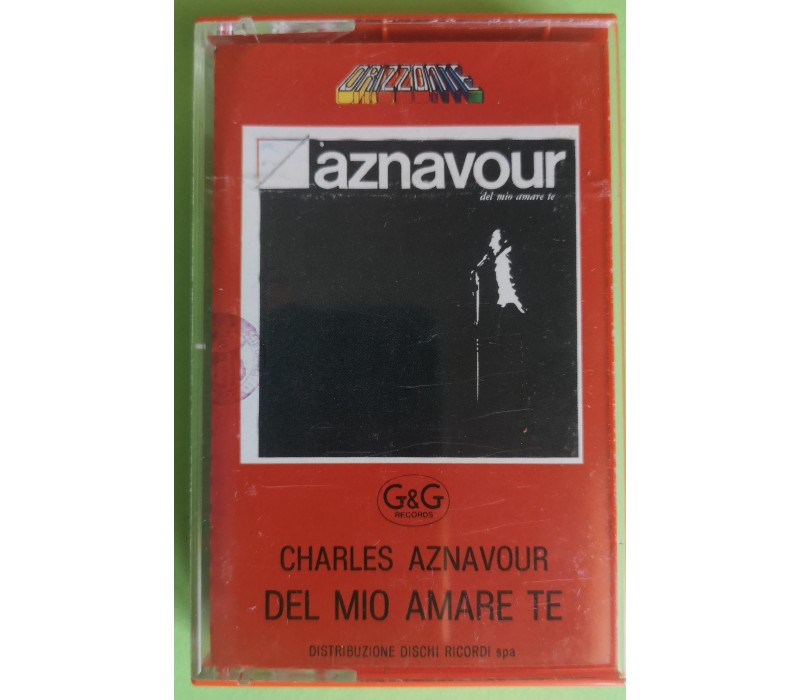 ORIZZONTE
aznavour
del mio amare te
G&G
RECORDS
CHARLES AZNAVOUR
DEL MIO AMARE TE
DISTRIBUZIONE DISCHI RICORDI spa